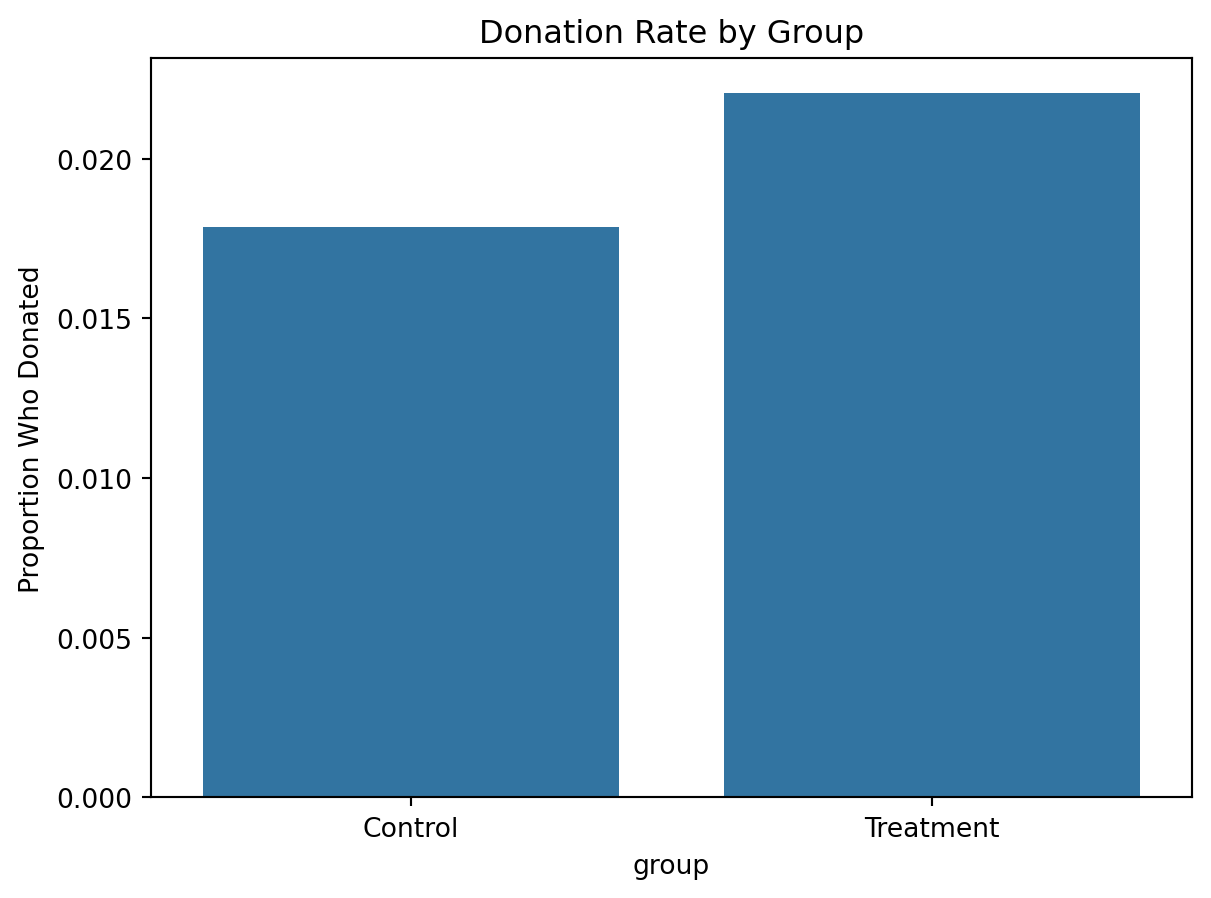 Donation Rate by Group
Proportion Who Donated
0.020
0.015
0.010
0.005
0.000
Control
Treatment
group